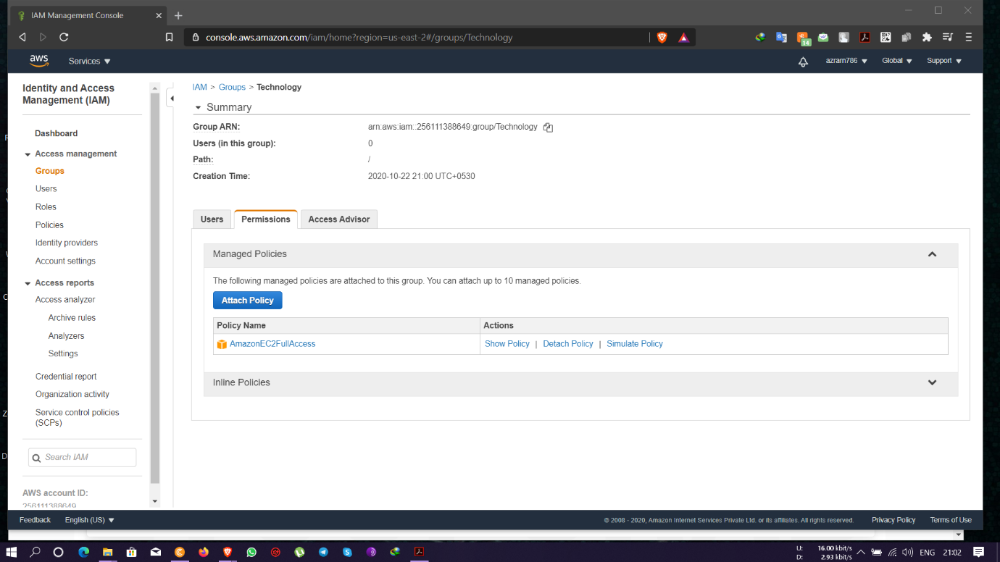 IAM Management Console
console.aws.amazon.com/iam/home?region=us-east-2#/groups/Technology
14
aws
Services
azram786
Global
Support
Identity and Access
Management (IAM)
Dashboard
Access management
Groups
Users
Roles
Policies
Identity providers
Account settings
Access reports
Access analyzer
Archive rules
Analyzers
Settings
Credential report
Organization activity
Service control policies
(SCPs)
Search IAM
AWS account ID:
256111388649
IAM > Groups > Technology
Summary
Group ARN: arn:aws:iam::256111388649:group/Technology
Users (in this group): 0
Path: /
Creation Time: 2020-10-22 21:00 UTC+0530
Users Permissions Access Advisor
Managed Policies
The following managed policies are attached to this group. You can attach up to 10 managed policies.
Attach Policy
Policy Name Actions
AmazonEC2FullAccess Show Policy | Detach Policy | Simulate Policy
Inline Policies
Feedback English (US) © 2008 - 2020, Amazon Internet Services Private Ltd. or its affiliates. All rights reserved. Privacy Policy Terms of Use
U: 16.00 kbit/s
D: 2.93 kbit/s
ENG 21:02